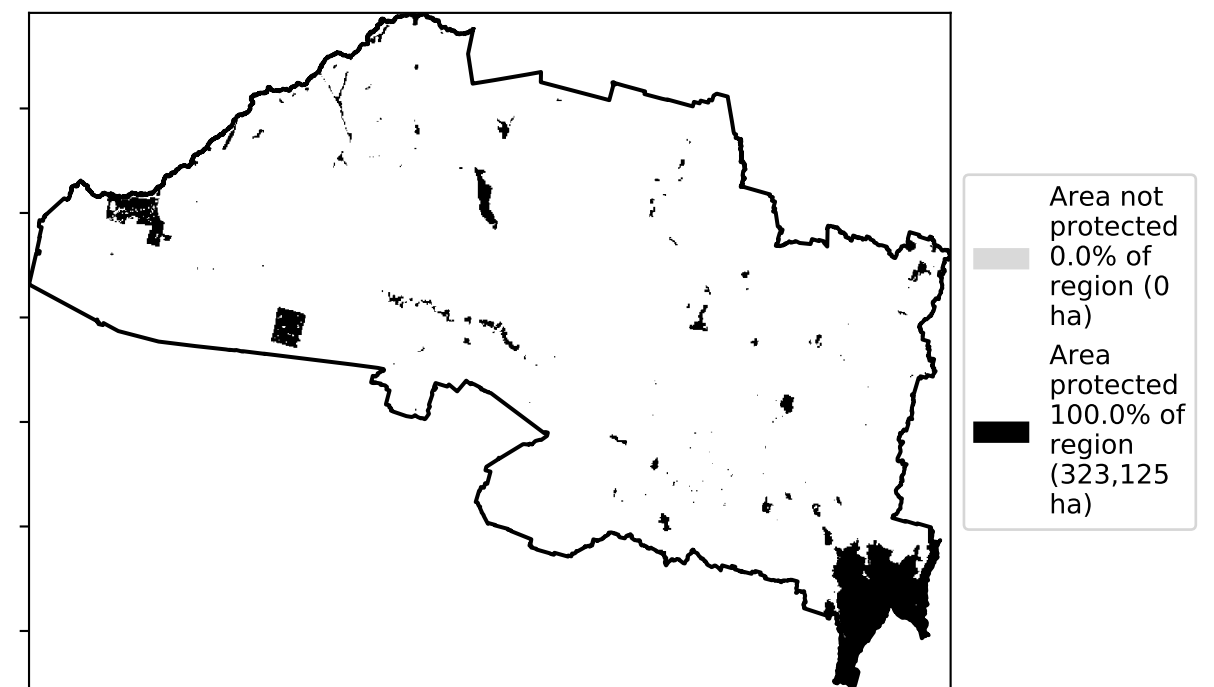 Area not
protected
0.0% of
region (0
ha)
Area
protected
100.0% of
region
(323,125
ha)